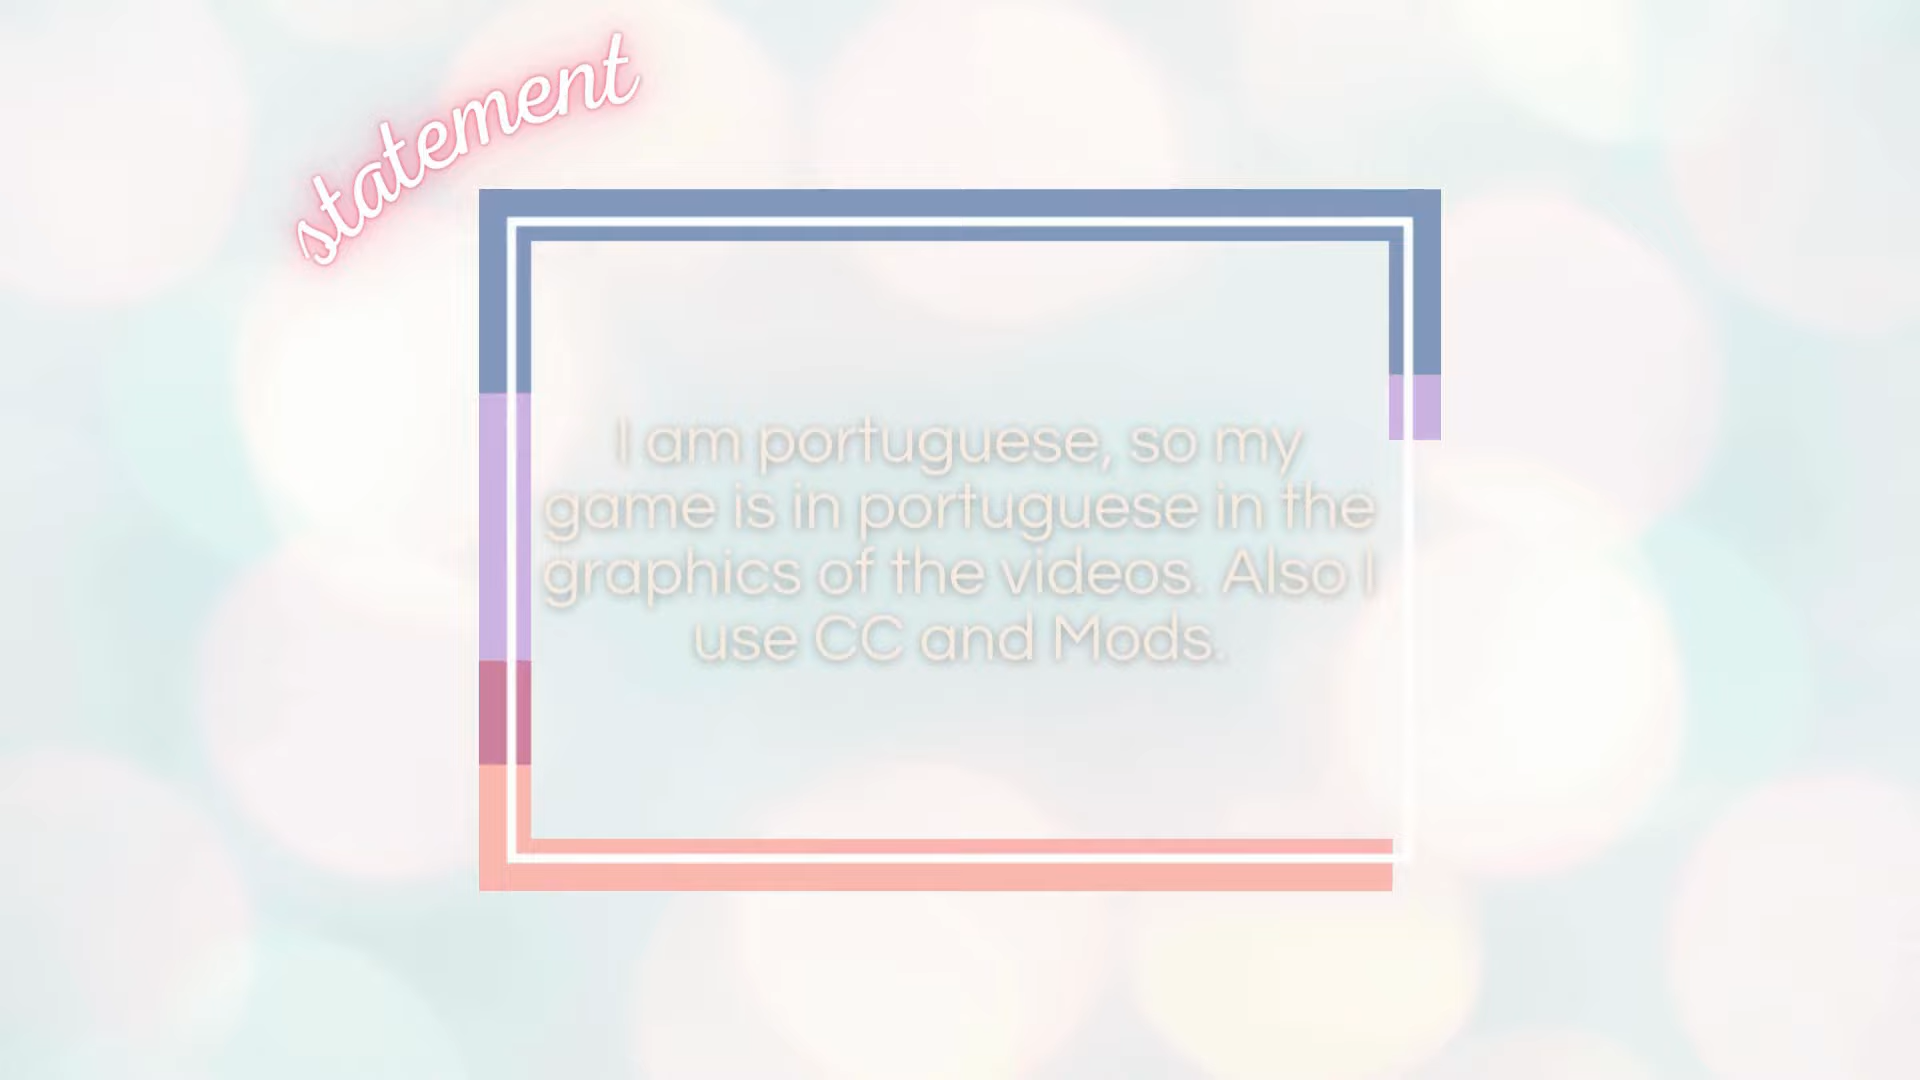 statement
I am portuguese, so my
game is in portuguese in the
graphics of the videos. Also I
use CC and Mods.